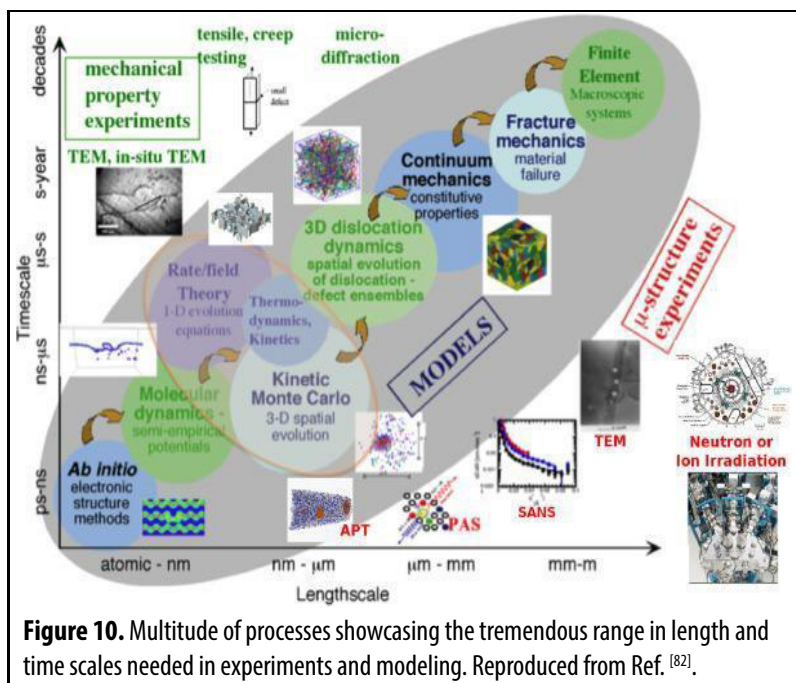 tensile, creep
testing
micro-
diffraction
mechanical
property
experiments
small
defect
Finite
Element
Macroscopic
systems
TEM, in-situ TEM
Fracture
mechanics
material
failure
Continuum
mechanics
constitutive
properties
3D dislocation
dynamics
spatial evolution
of dislocation -
defect ensembles
Rate/field
Theory
1-D evolution
equations
Thermo-
dynamics,
Kinetics
μ-structure
experiments
MODELS
Molecular
dynamics -
semi-empirical
potentials
Kinetic
Monte Carlo
3-D spatial
evolution
Ab initio
electronic
structure
methods
APT
PAS
SANS
TEM
Neutron or
Ion Irradiation
Timescale
decades
s-year
μs-s
ns-μs
ps-ns
atomic - nm
nm - μm
μm - mm
mm-m
Lengthscale
Figure 10. Multitude of processes showcasing the tremendous range in length and
time scales needed in experiments and modeling. Reproduced from Ref. [82].